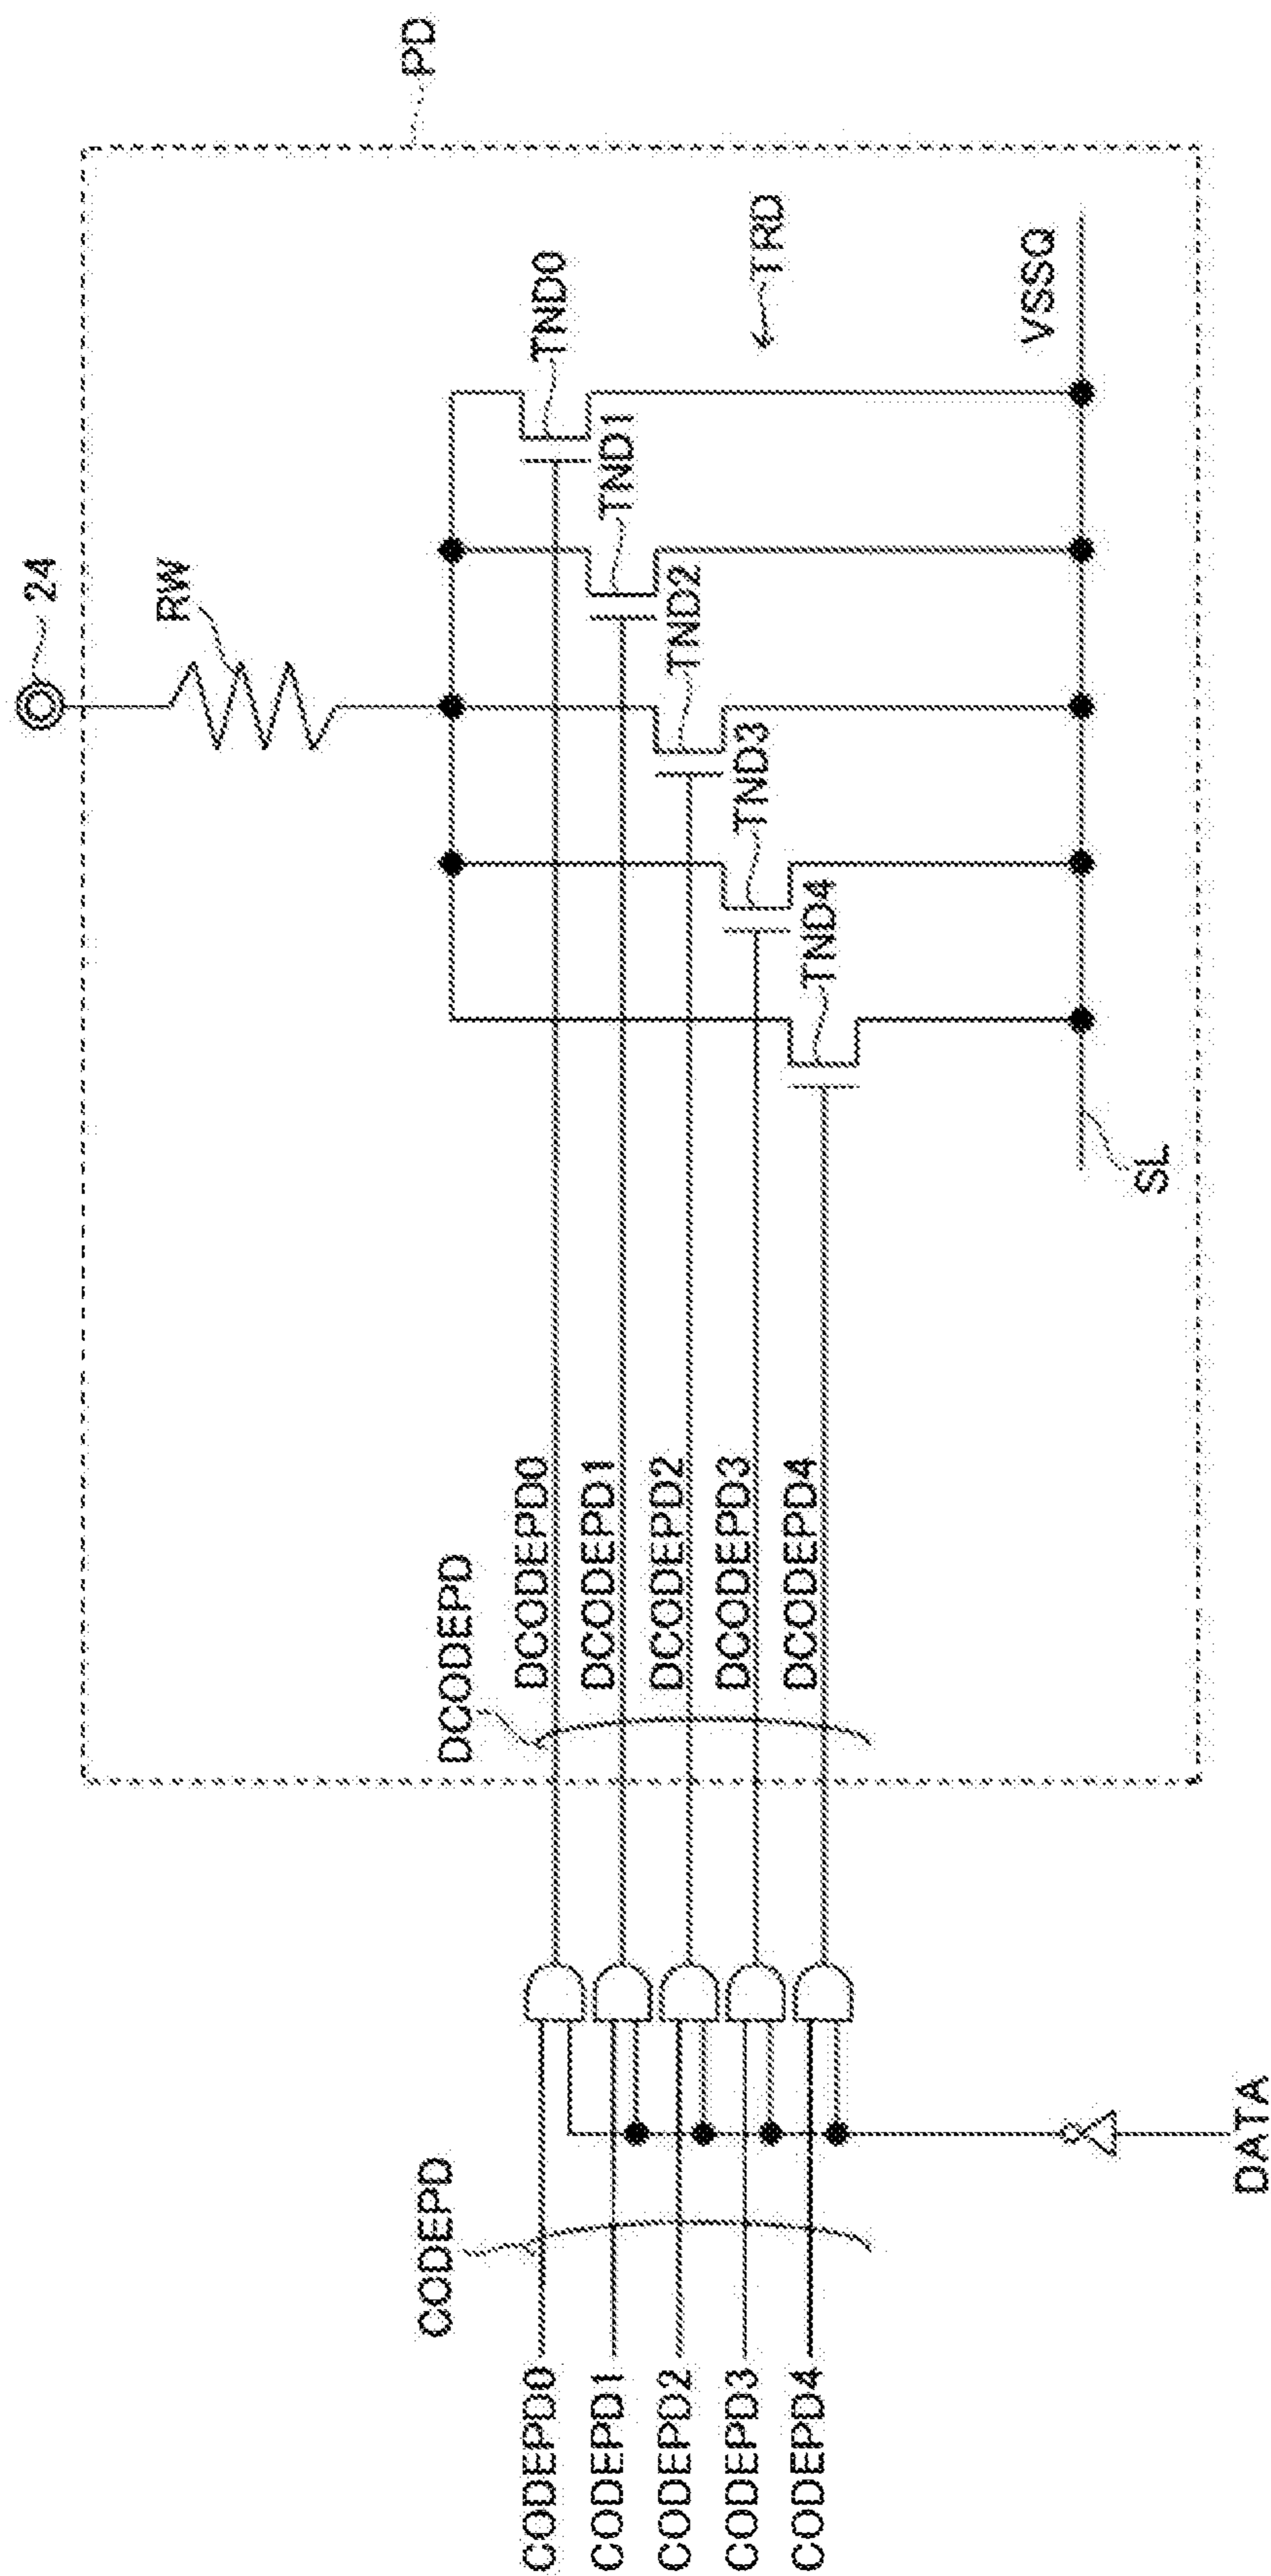 24
PD
RW
TND0
TND1
TND2
TND3
TND4
TRD
VSSQ
SL
DCODEPD
DCODEPD0
DCODEPD1
DCODEPD2
DCODEPD3
DCODEPD4
CODEPD
CODEPD0
CODEPD1
CODEPD2
CODEPD3
CODEPD4
DATA